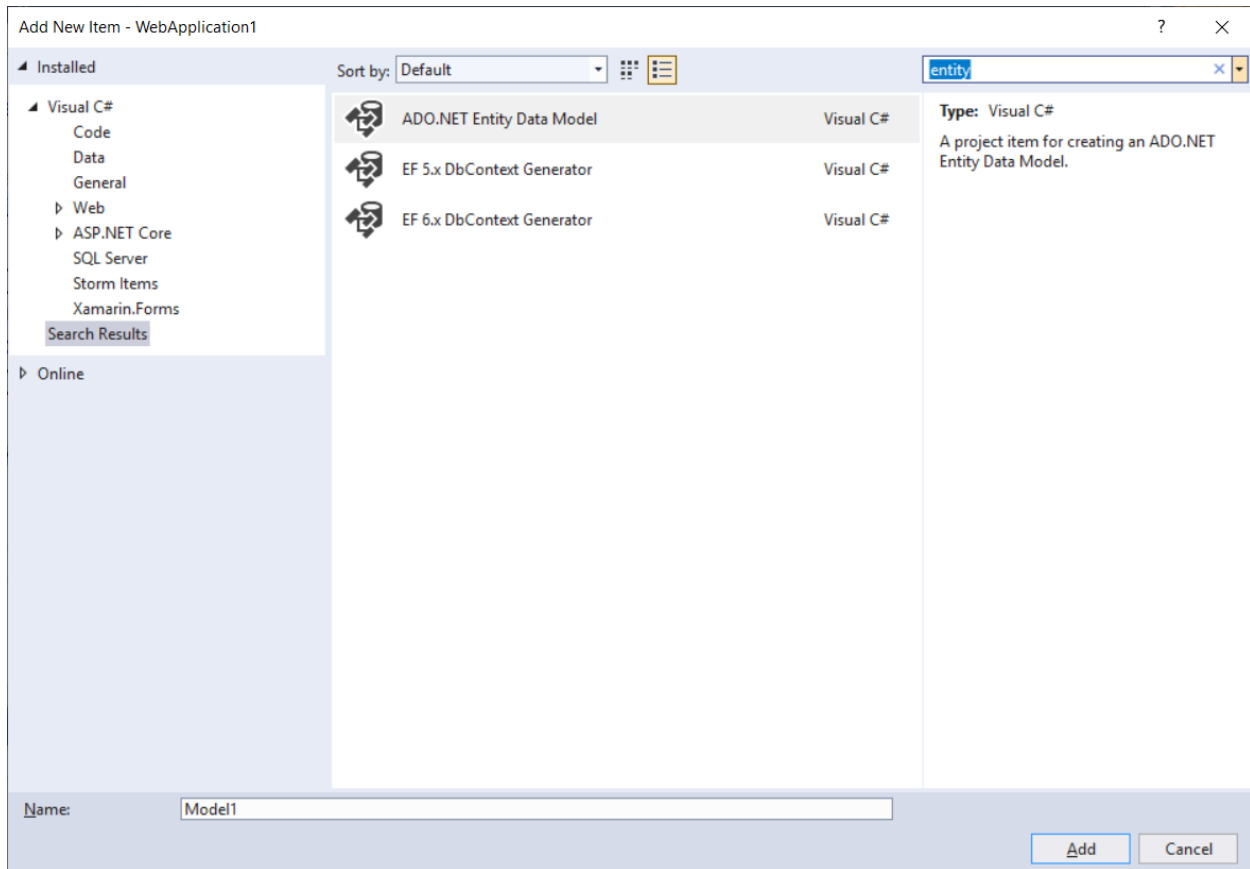 Add New Item - WebApplication1
?
Installed
Sort by: Default
entity
Visual C#
Code
Data
General
Web
ASP.NET Core
SQL Server
Storm Items
Xamarin.Forms
Search Results
Online
ADO.NET Entity Data Model Visual C#
EF 5.x DbContext Generator Visual C#
EF 6.x DbContext Generator Visual C#
Type: Visual C#
A project item for creating an ADO.NET
Entity Data Model.
Name: Model1
Add Cancel